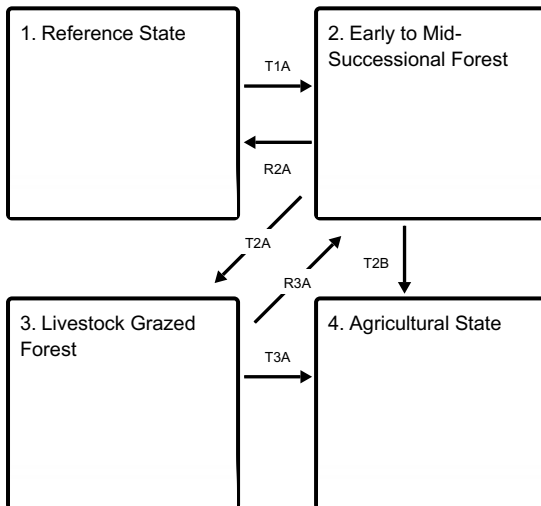 1. Reference State
2. Early to Mid-
Successional Forest
T1A
R2A
T2A
R3A
T2B
3. Livestock Grazed
Forest
4. Agricultural State
T3A